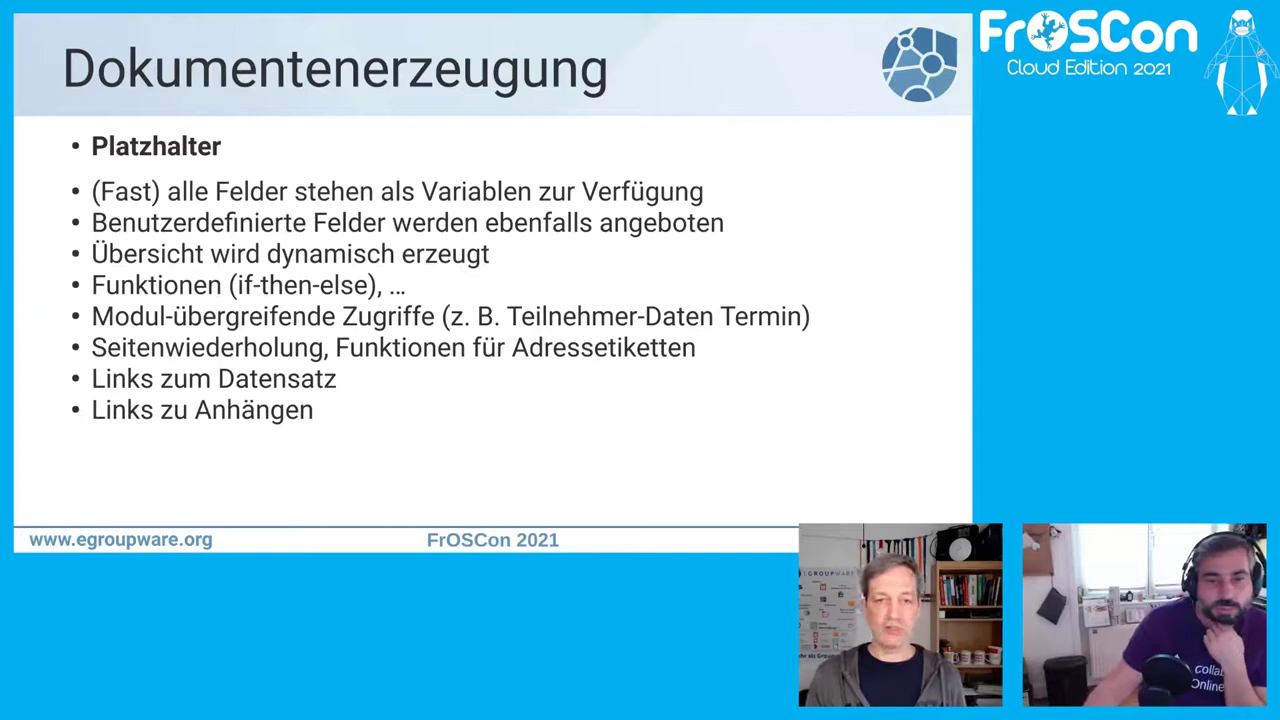 Dokumentenerzeugung
FrOSCon
Cloud Edition 2021
• Platzhalter
• (Fast) alle Felder stehen als Variablen zur Verfügung
• Benutzerdefinierte Felder werden ebenfalls angeboten
• Übersicht wird dynamisch erzeugt
• Funktionen (if-then-else), ...
• Modul-übergreifende Zugriffe (z. B. Teilnehmer-Daten Termin)
• Seitenwiederholung, Funktionen für Adressetiketten
• Links zum Datensatz
• Links zu Anhängen
www.egroupware.org
FrOSCon 2021
GROUPWARE
Online